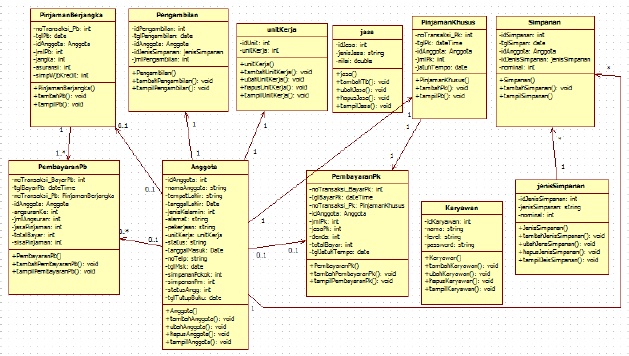 PinjamanBerjangka
-noTransaksi_Pb: int
-tglPb: date
-idAnggota: Anggota
-jmlPb: int
-jangka: int
-asuransi: int
-simpWjbKredit: int
+PinjamanBerjangka()
+tambahPb(): void
+tampilPb(): void
Pengambilan
-idPengambilan: int
-tglPengambilan: date
-idAnggota: Anggota
-idJenisSimpanan: jenisSimpanan
-jmlPengambilan: int
+Pengambilan()
+tambahPengambilan(): void
+tampilPengambilan(): void
unitKerja
-idUnit: int
-unitKerja: int
+unitKerja()
+tambahUnitKerja(): void
+ubahUnitKerja(): void
+hapusUnitKerja(): void
+tampilUnitKerja(): void
jasa
-idJasa: int
-jenisJasa: string
-nilai: double
+jasa()
+tambahTb(): void
+ubahJasa(): void
+hapusJasa(): void
+tampilJasa(): void
PinjamanKhusus
-noTransaksi_Pk: int
-tglPk: dateTime
-idAnggota: Anggota
-jmlPk: int
-jatuhTempo: date
+PinjamanKhusus()
+tambahPk(): void
+tampilPb(): void
Simpanan
-idSimpanan: int
-tglSimpan: date
-idAnggota: Anggota
-idJenisSimpanan: jenisSimpanan
-nominal: int
+Simpanan()
+tambahSimpanan(): void
+tampilSimpanan()
1
1..*
0..1
0..1
1
1
1
1
1
1
1
1
*
*
1
PembayaranPb
-noTransaksi_BayarPb: int
-tglBayarPb: dateTime
-noTransaksi_Pb: PinjamanBerjangka
-idAnggota: Anggota
-angsuranKe: int
-jmlAngsuran: int
-jasaPinjaman: int
-totalBayar: int
-sisaPinjaman: int
+PembayaranPb()
+tambahPembayaranPb(): void
+tampilPembayaranPb(): void
0..*
0..1
Anggota
-idAnggota: int
-namaAnggota: string
-tempatLahir: string
-tanggalLahir: Date
-jenisKelamin: int
-alamat: string
-pekerjaan: string
-unitKerja: unitKerja
-status: string
-tanggalMasuk: Date
-noTelp: string
-tglMsk: date
-simpananPokok: int
-simpananPm: int
-statusAngg: int
-tglTutupBuku: date
+Anggota()
+tambahAnggota(): void
+ubahAnggota(): void
+hapusAnggota(): void
+tampilAnggota(): void
0..1
0..1
1
PembayaranPk
-noTransaksi_BayarPk: int
-tglBayarPk: dateTime
-noTransaksi_Pk: PinjamanKhusus
-idAnggota: Anggota
-jmlPk: int
-jasaPk: int
-denda: int
-totalBayar: int
-tglJatuhTempo: date
+PembayaranPk()
+tambahPembayaranPk(): void
+tampilPembayaranPk(): void
Karyawan
-idKaryawan: int
-nama: string
-level: string
-password: string
+Karyawan()
+tambahKaryawan(): void
+ubahKaryawan(): void
+hapusKaryawan(): void
+tampilKaryawan(): void
jenisSimpanan
-idJenisSimpanan: int
-jenisSimpanan: string
-nominal: int
+JenisSimpanan()
+tambahJenisSimpanan(): void
+ubahJenisSimpanan(): void
+hapusJenisSimpanan(): void
+tampilJenisSimpanan(): void